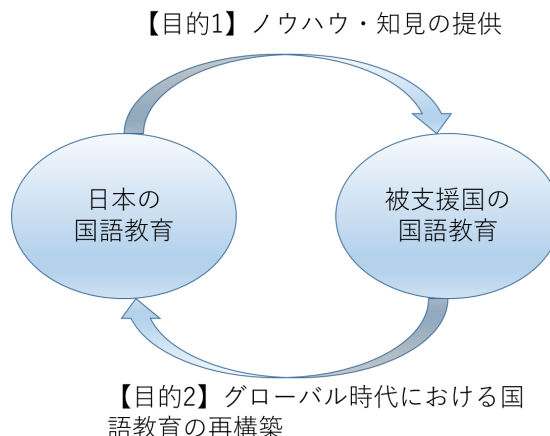 【目的1】ノウハウ・知見の提供
日本の
国語教育
被支援国の
国語教育
【目的2】グローバル時代における国
語教育の再構築